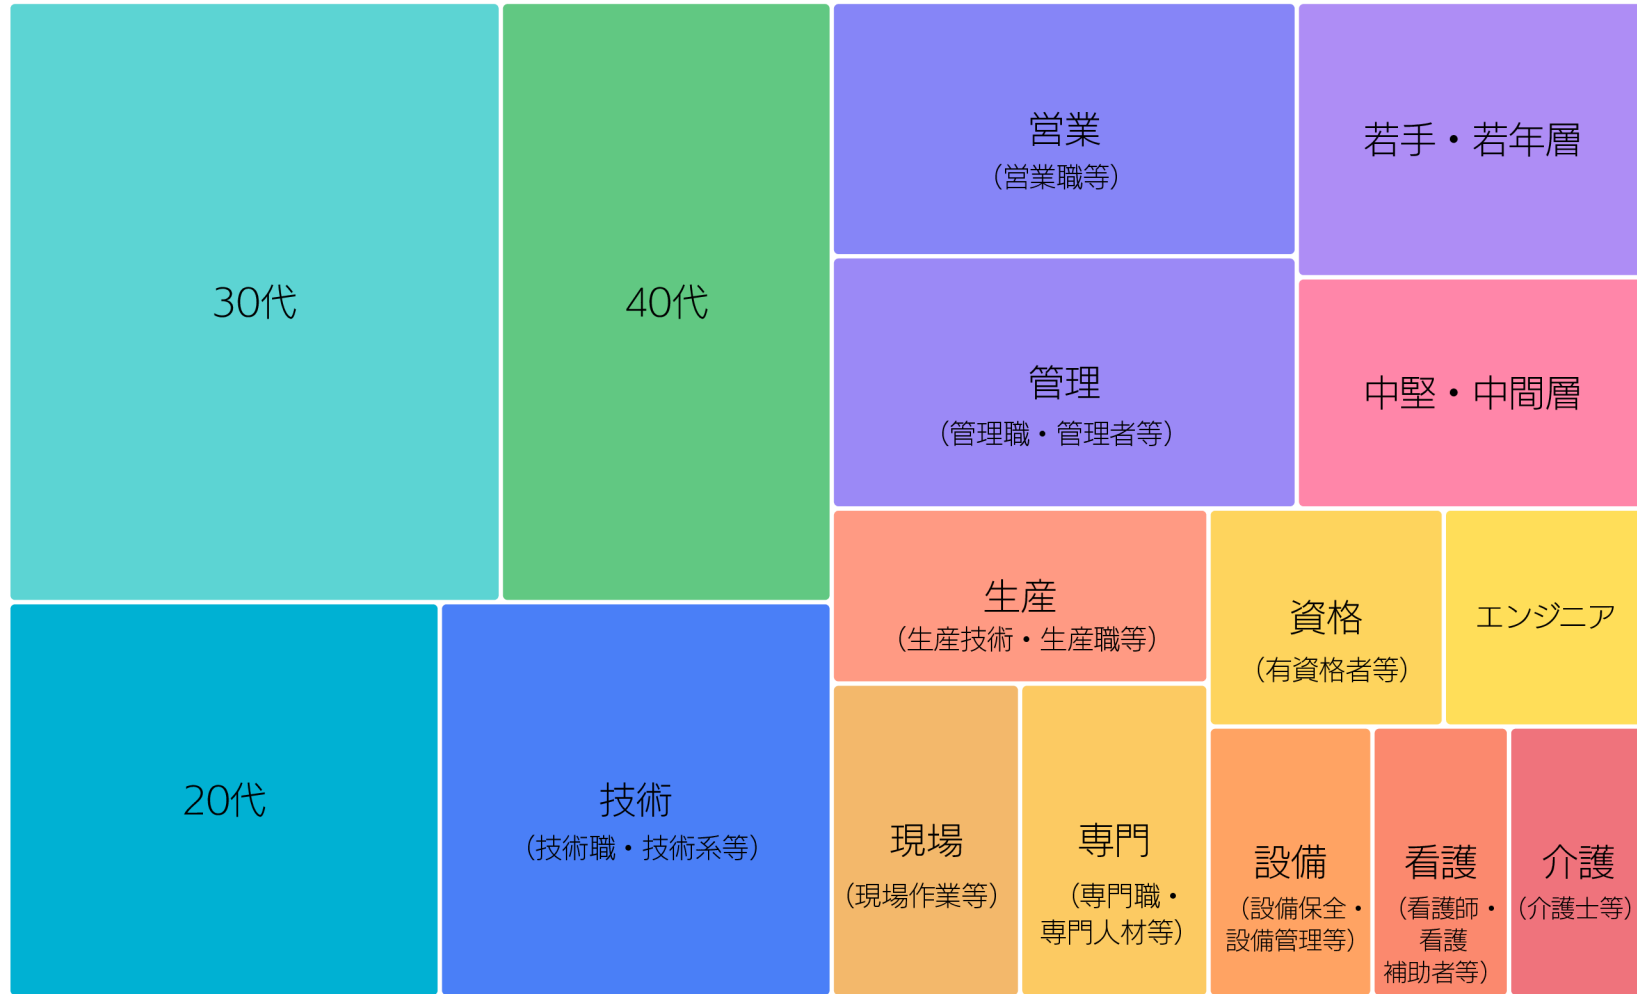 30代
40代
20代
技術
（技術職・技術系等）
営業
（営業職等）
若手・若年層
管理
（管理職・管理者等）
中堅・中間層
生産
（生産技術・生産職等）
資格
（有資格者等）
エンジニア
現場
（現場作業等）
専門
（専門職・
専門人材等）
設備
（設備保全・
設備管理等）
看護
（看護師・
看護
補助者等）
介護
（介護士等）